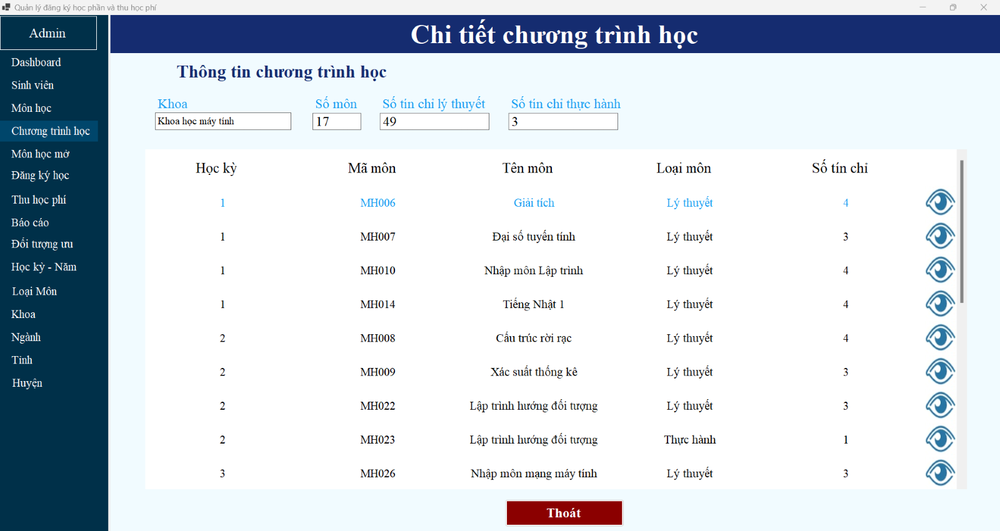 Quản lý đăng ký học phần và thu học phí
Admin
Dashboard
Sinh viên
Môn học
Chương trình học
Môn học mở
Đăng ký học
Thu học phí
Báo cáo
Đối tượng ưu
Học kỳ - Năm
Loại Môn
Khoa
Ngành
Tỉnh
Huyện
Chi tiết chương trình học
Thông tin chương trình học
Khoa Số môn Số tín chỉ lý thuyết Số tín chỉ thực hành
Khoa học máy tính 17 49 3
Học kỳ Mã môn Tên môn Loại môn Số tín chỉ
1 MH006 Giải tích Lý thuyết 4
1 MH007 Đại số tuyến tính Lý thuyết 3
1 MH010 Nhập môn Lập trình Lý thuyết 4
1 MH014 Tiếng Nhật 1 Lý thuyết 4
2 MH008 Cấu trúc rời rạc Lý thuyết 4
2 MH009 Xác suất thống kê Lý thuyết 3
2 MH022 Lập trình hướng đối tượng Lý thuyết 3
2 MH023 Lập trình hướng đối tượng Thực hành 1
3 MH026 Nhập môn mạng máy tính Lý thuyết 3
Thoát